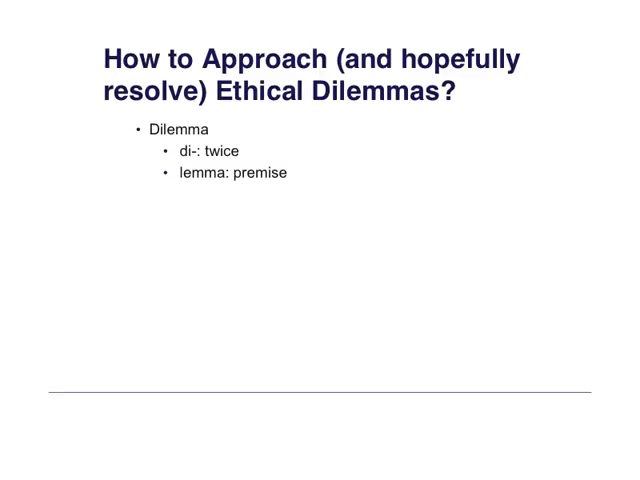 How to Approach (and hopefully
resolve) Ethical Dilemmas?
• Dilemma
• di-: twice
• lemma: premise